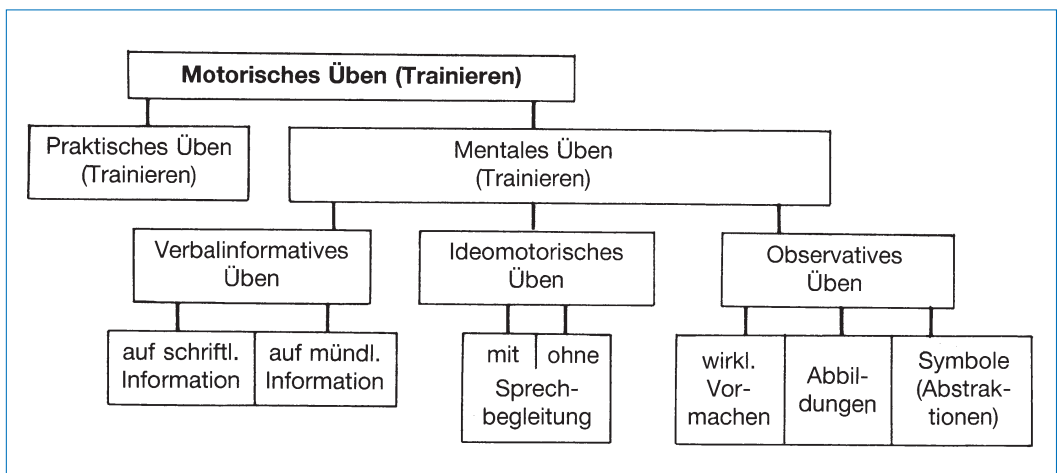 Motorisches Üben (Trainieren)
Praktisches Üben
(Trainieren)
Mentales Üben
(Trainieren)
Verbalinformatives
Üben
Ideomotorisches
Üben
Observatives
Üben
auf schriftl.
Information
auf mündl.
Information
mit | ohne
Sprech-
begleitung
wirkl.
Vor-
machen
Abbil-
dungen
Symbole
(Abstrak-
tionen)